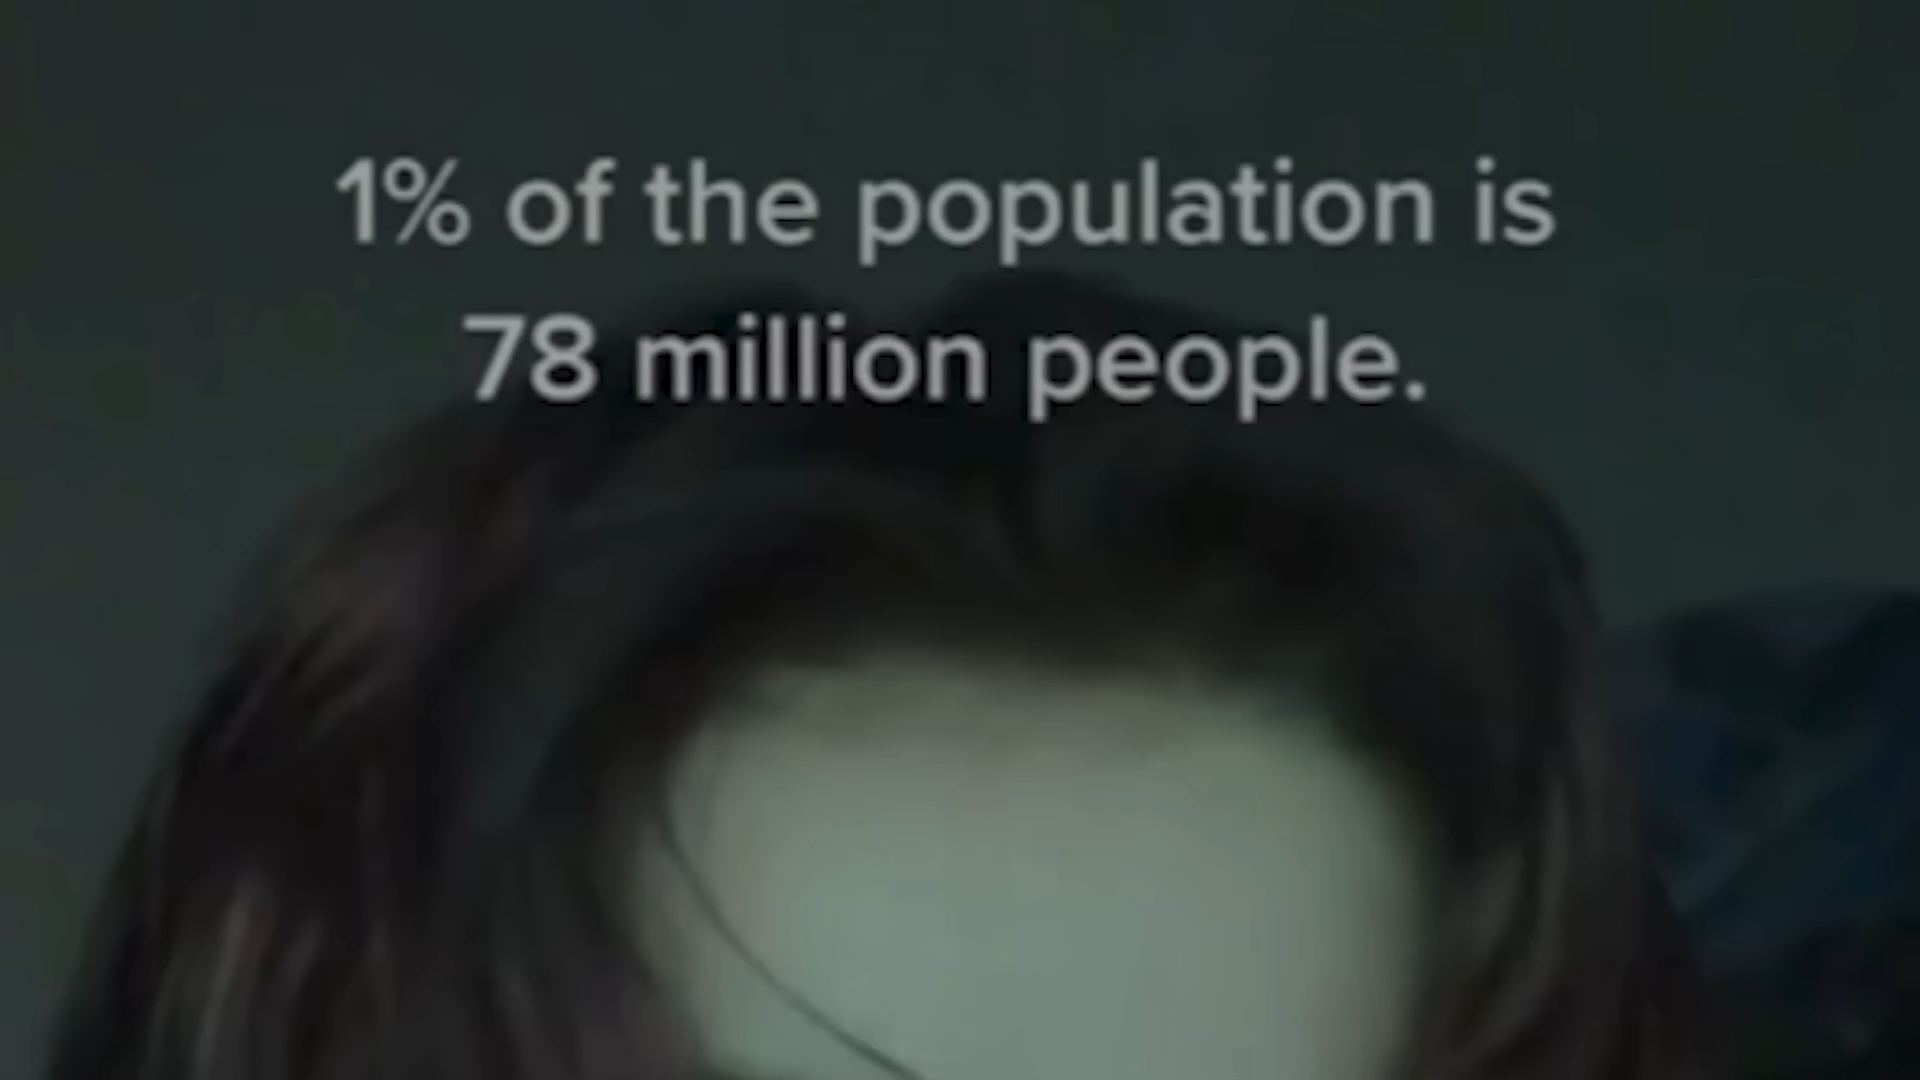 1% of the population is
78 million people.